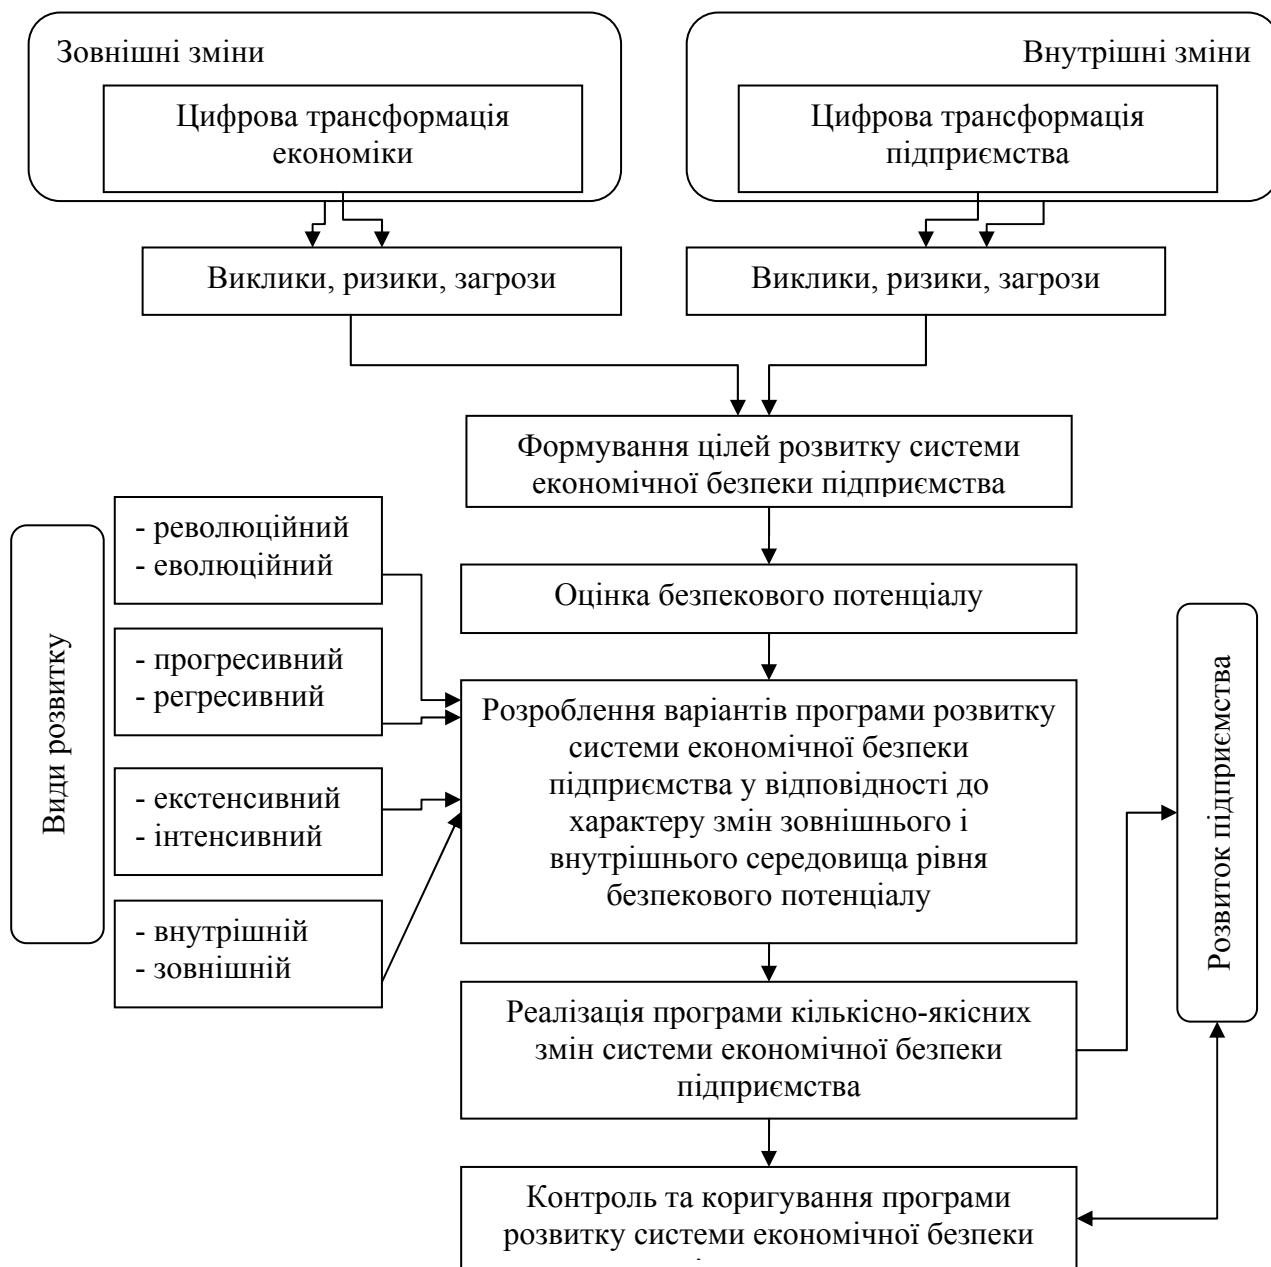 Зовнішні зміни
Цифрова трансформація
економіки
Внутрішні зміни
Цифрова трансформація
підприємства
Виклики, ризики, загрози
Виклики, ризики, загрози
Формування цілей розвитку системи
економічної безпеки підприємства
Види розвитку
- революційний
- еволюційний
- прогресивний
- регресивний
- екстенсивний
- інтенсивний
- внутрішній
- зовнішній
Оцінка безпекового потенціалу
Розроблення варіантів програми розвитку
системи економічної безпеки
підприємства у відповідності до
характеру змін зовнішнього і
внутрішнього середовища рівня
безпекового потенціалу
Реалізація програми кількісно-якісних
змін системи економічної безпеки
підприємства
Розвиток підприємства
Контроль та коригування програми
розвитку системи економічної безпеки